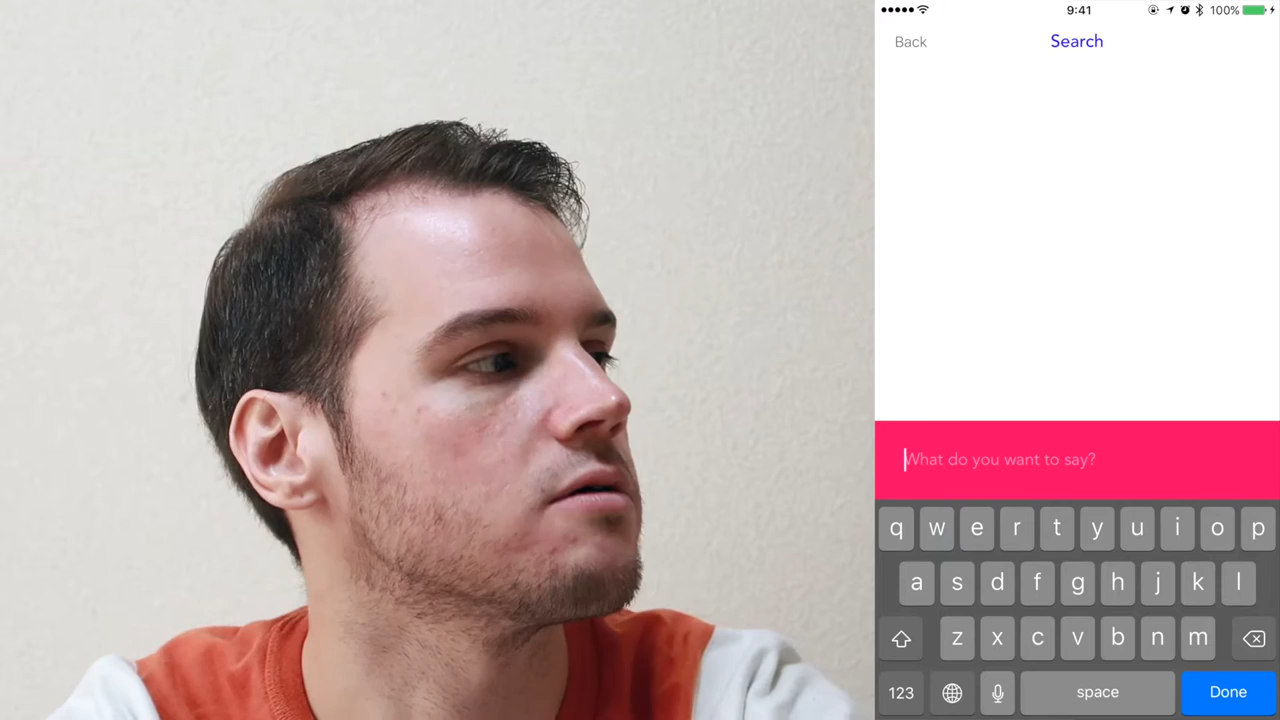 9:41 100%
Back Search
What do you want to say?
q w e r t y u i o p
a s d f g h j k l
z x c v b n m
123 space Done